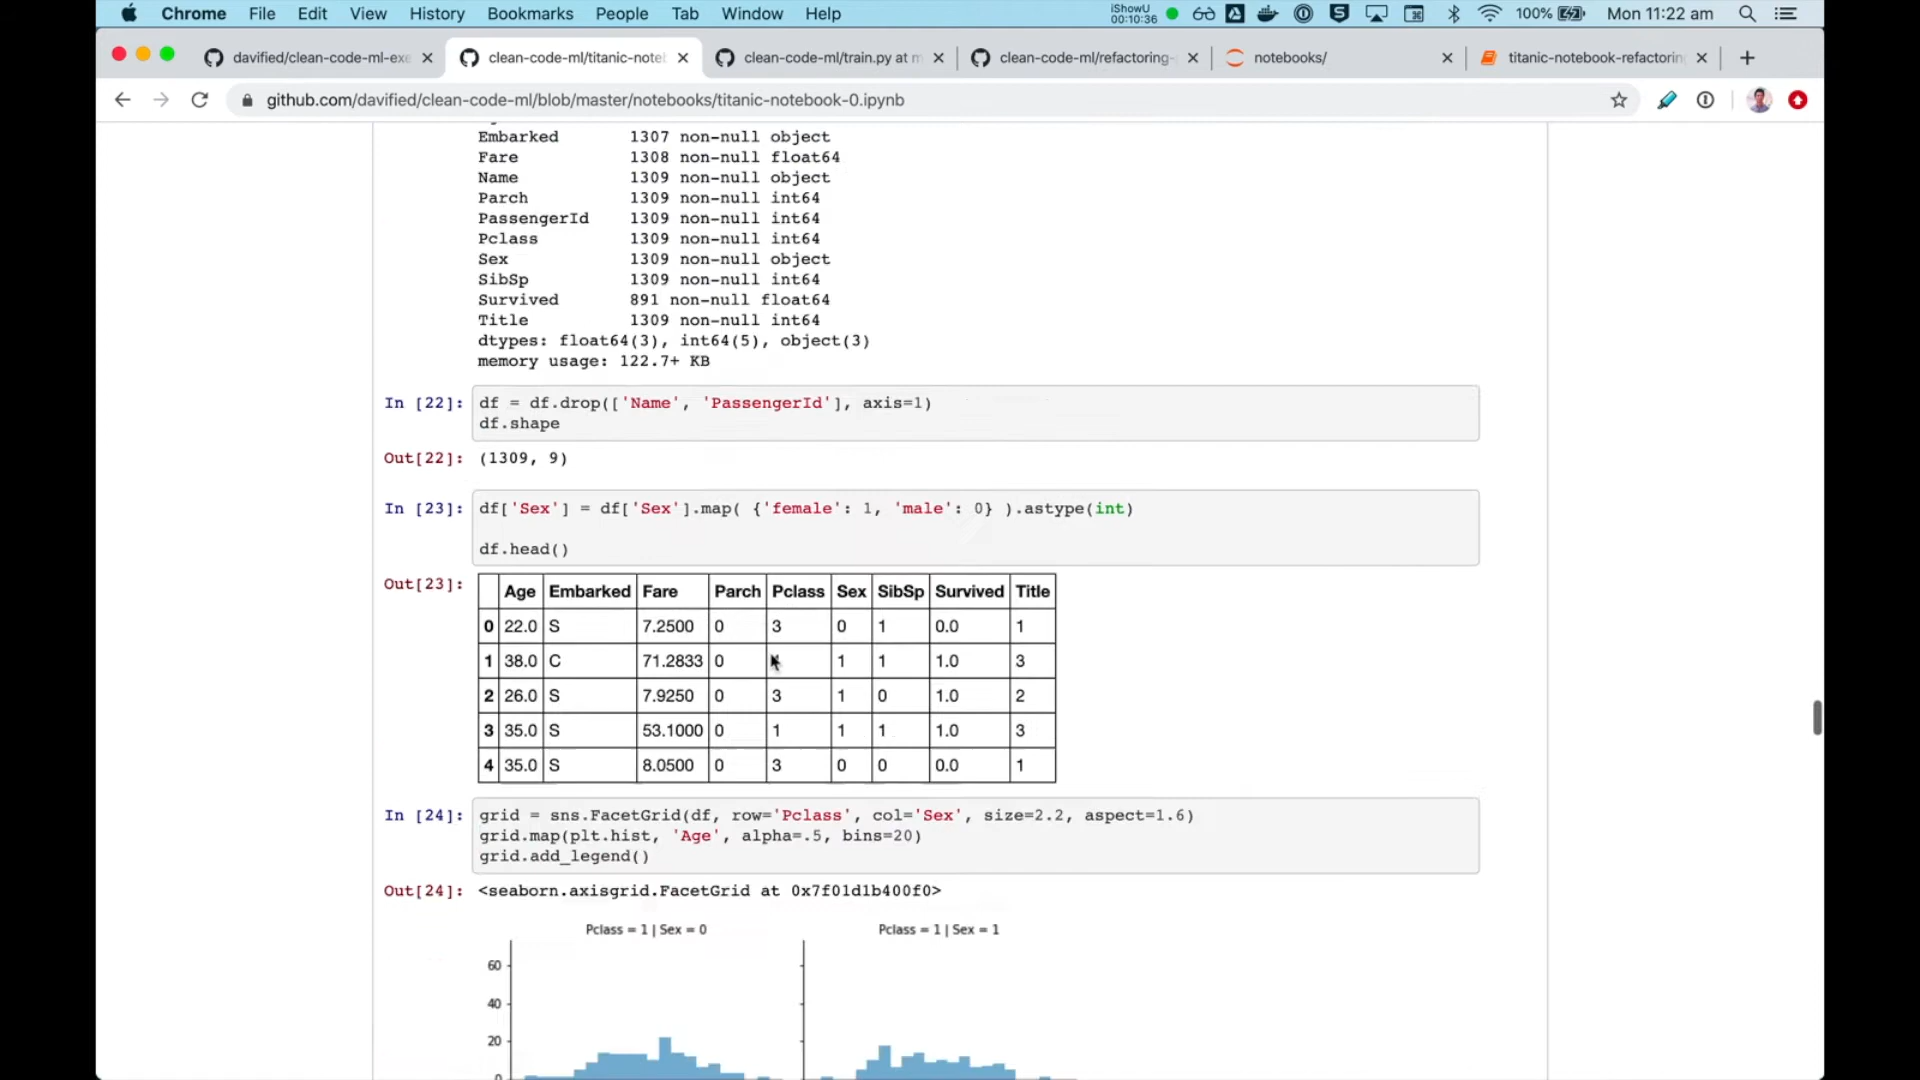 Chrome File Edit View History Bookmarks People Tab Window Help iShowU 00:10:36 100% Mon 11:22 am
davified/clean-code-ml-exe clean-code-ml/titanic-noteb clean-code-ml/train.py at m clean-code-ml/refactoring- notebooks/ titanic-notebook-refactoring
github.com/davified/clean-code-ml/blob/master/notebooks/titanic-notebook-0.ipynb
Embarked 1307 non-null object
Fare 1308 non-null float64
Name 1309 non-null object
Parch 1309 non-null int64
PassengerId 1309 non-null int64
Pclass 1309 non-null int64
Sex 1309 non-null object
SibSp 1309 non-null int64
Survived 891 non-null float64
Title 1309 non-null int64
dtypes: float64(3), int64(5), object(3)
memory usage: 122.7+ KB
In [22]: df = df.drop(['Name', 'PassengerId'], axis=1)
df.shape
Out[22]: (1309, 9)
In [23]: df['Sex'] = df['Sex'].map( {'female': 1, 'male': 0} ).astype(int)
df.head()
Out[23]: Age Embarked Fare Parch Pclass Sex SibSp Survived Title
0 22.0 S 7.2500 0 3 0 1 0.0 1
1 38.0 C 71.2833 0 1 1 1.0 3
2 26.0 S 7.9250 0 3 1 0 1.0 2
3 35.0 S 53.1000 0 1 1 1 1.0 3
4 35.0 S 8.0500 0 3 0 0 0.0 1
In [24]: grid = sns.FacetGrid(df, row='Pclass', col='Sex', size=2.2, aspect=1.6)
grid.map(plt.hist, 'Age', alpha=.5, bins=20)
grid.add_legend()
Out[24]: <seaborn.axisgrid.FacetGrid at 0x7f01d1b400f0>
Pclass = 1 | Sex = 0 Pclass = 1 | Sex = 1
60
40
20
0